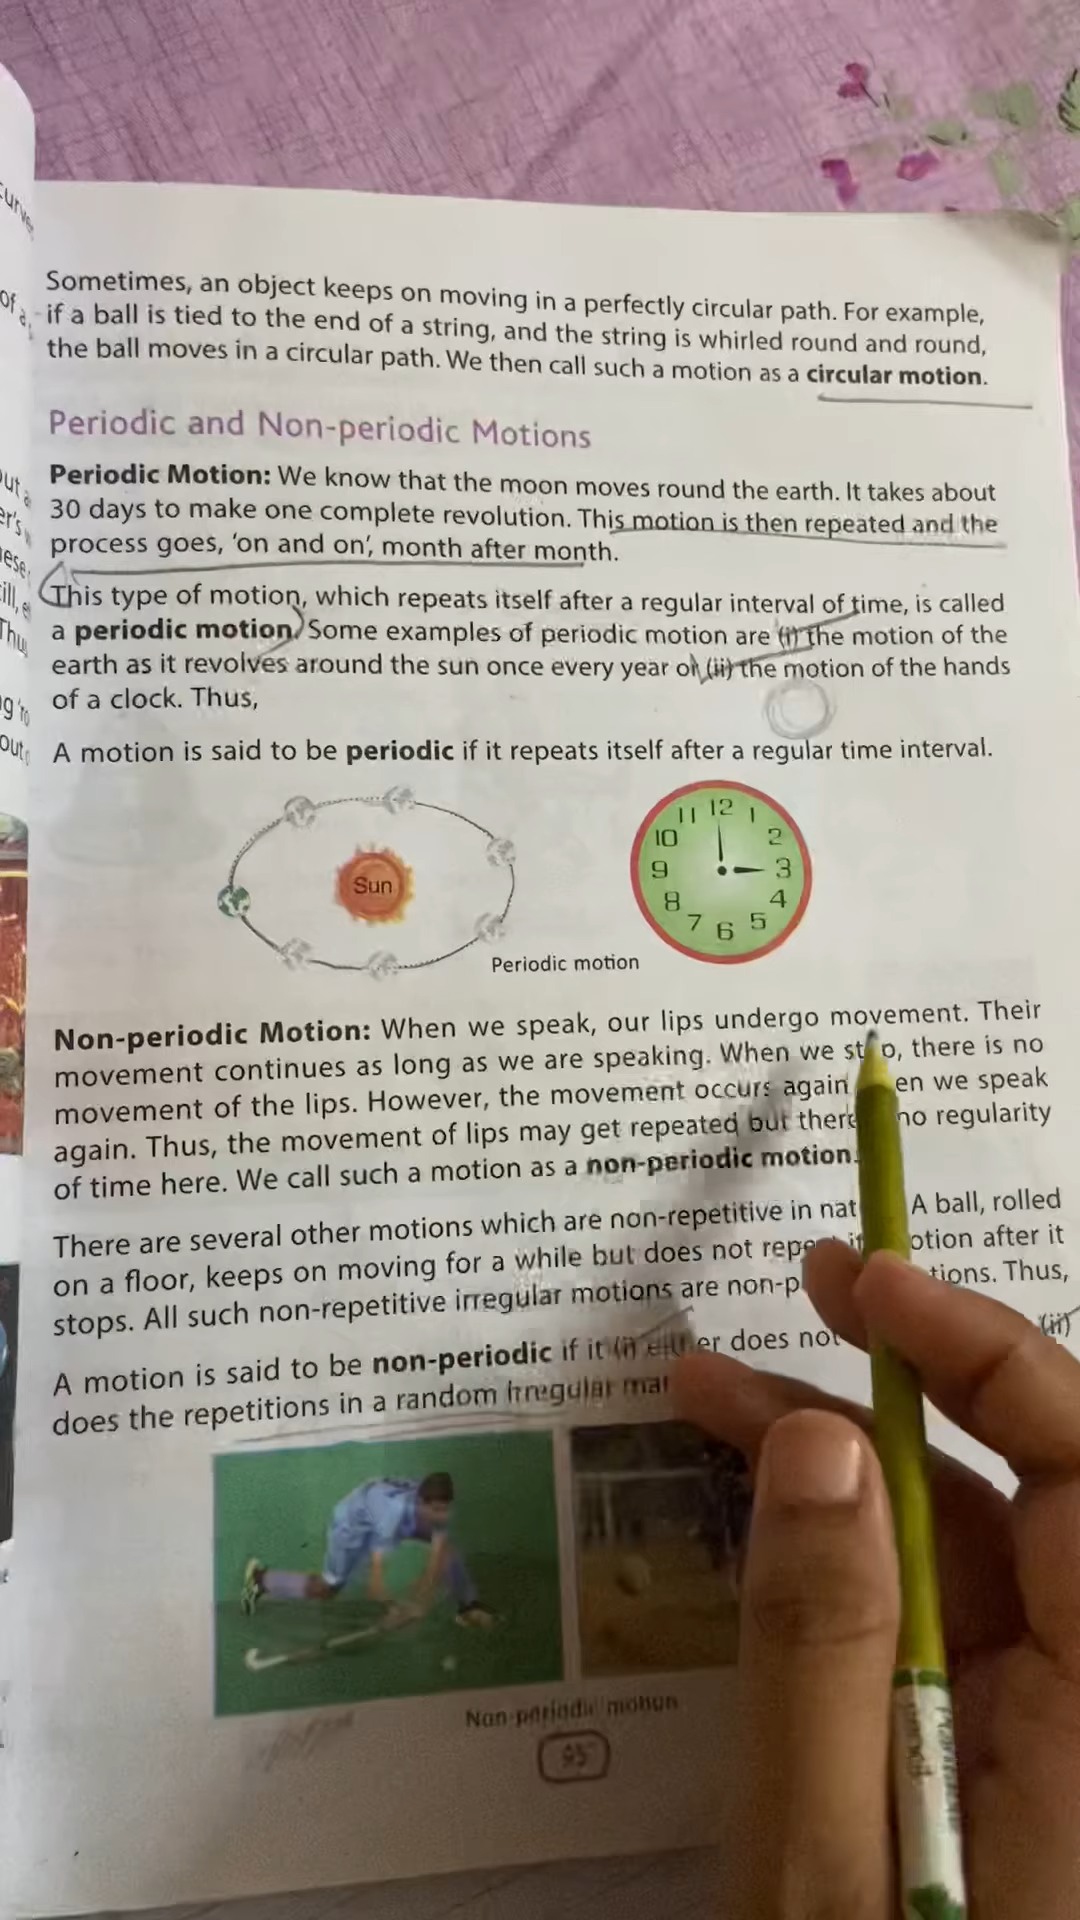 Sometimes, an object keeps on moving in a perfectly circular path. For example,
if a ball is tied to the end of a string, and the string is whirled round and round,
the ball moves in a circular path. We then call such a motion as a circular motion.
Periodic and Non-periodic Motions
Periodic Motion: We know that the moon moves round the earth. It takes about
30 days to make one complete revolution. This motion is then repeated and the
process goes, 'on and on', month after month.
This type of motion, which repeats itself after a regular interval of time, is called
a periodic motion. Some examples of periodic motion are (i) the motion of the
earth as it revolves around the sun once every year or (ii) the motion of the hands
of a clock. Thus,
A motion is said to be periodic if it repeats itself after a regular time interval.
Sun
11 12 1
10 2
9 3
8 4
7 6 5
Periodic motion
Non-periodic Motion: When we speak, our lips undergo movement. Their
movement continues as long as we are speaking. When we stop, there is no
movement of the lips. However, the movement occurs again en we speak
again. Thus, the movement of lips may get repeated but there no regularity
of time here. We call such a motion as a non-periodic motion.
There are several other motions which are non-repetitive in nat A ball, rolled
on a floor, keeps on moving for a while but does not repeat it otion after it
stops. All such non-repetitive irregular motions are non-p tions. Thus,
A motion is said to be non-periodic if it (i) either does not (ii)
does the repetitions in a random irregular man
Non-periodic motion
95